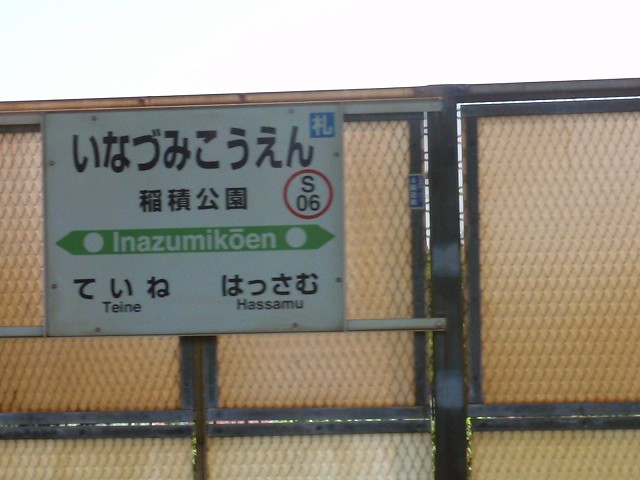 札
いなづみこうえん
稲積公園
S
06
Inazumikōen
ていね はっさむ
Teine Hassamu